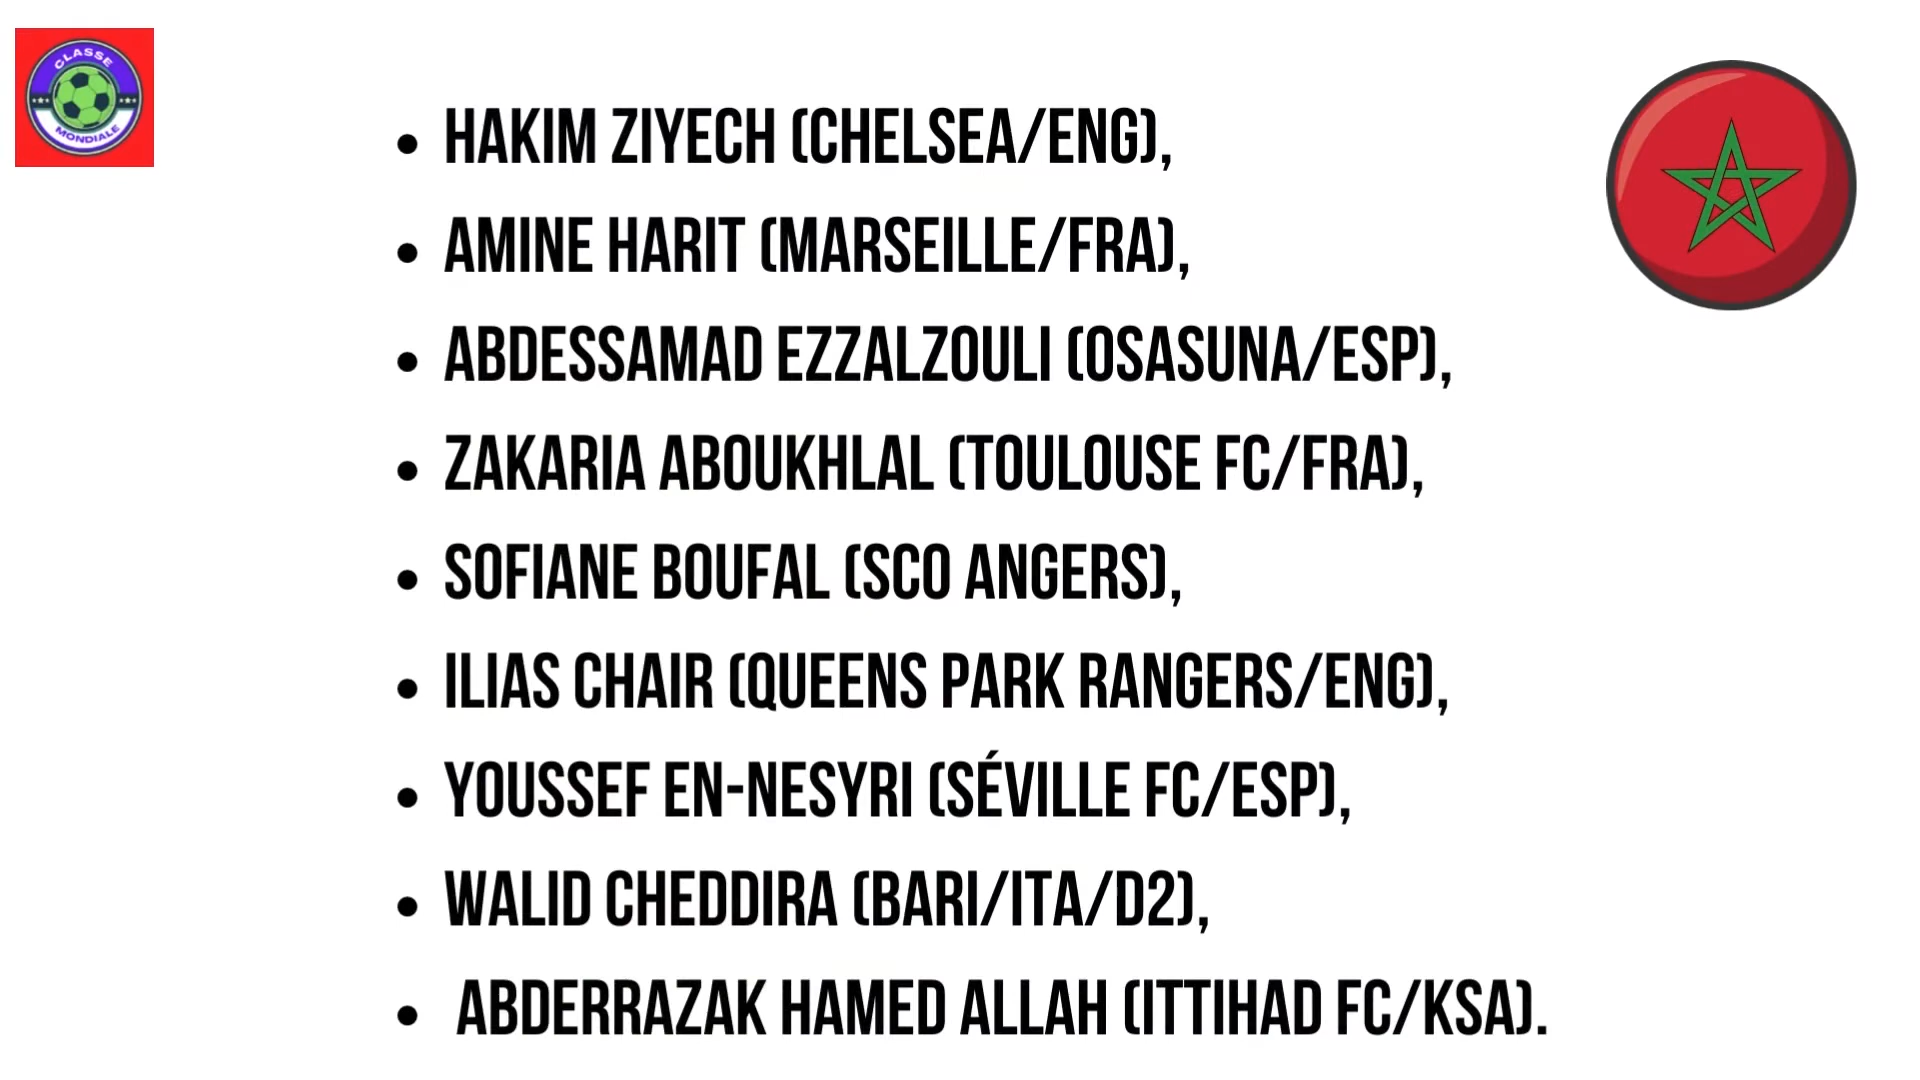 CLASSE
MONDIALE
• HAKIM ZIYECH (CHELSEA/ENG),
• AMINE HARIT (MARSEILLE/FRA),
• ABDESSAMAD EZZALZOULI (OSASUNA/ESP),
• ZAKARIA ABOUKHLAL (TOULOUSE FC/FRA),
• SOFIANE BOUFAL (SCO ANGERS),
• ILIAS CHAIR (QUEENS PARK RANGERS/ENG),
• YOUSSEF EN-NESYRI (SÉVILLE FC/ESP),
• WALID CHEDDIRA (BARI/ITA/D2),
• ABDERRAZAK HAMED ALLAH (ITTIHAD FC/KSA).